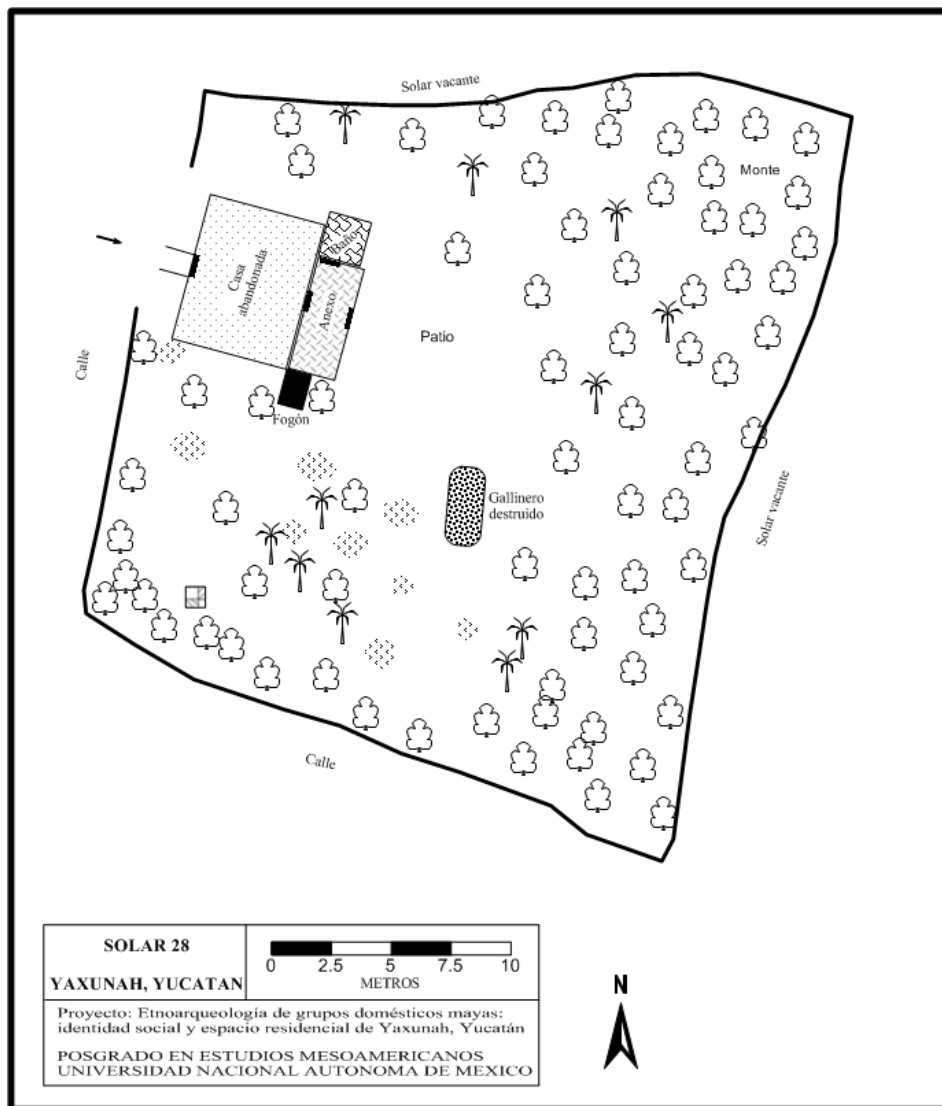 Solar vacante
Monte
Baño
Casa
abandonada
Anexo
Patio
Calle
Fogón
Gallinero
destruido
Solar vacante
Calle
SOLAR 28
YAXUNAH, YUCATAN
0 2.5 5 7.5 10
METROS
N
Proyecto: Etnoarqueología de grupos domésticos mayas:
identidad social y espacio residencial de Yaxunah, Yucatán
POSGRADO EN ESTUDIOS MESOAMERICANOS
UNIVERSIDAD NACIONAL AUTONOMA DE MEXICO